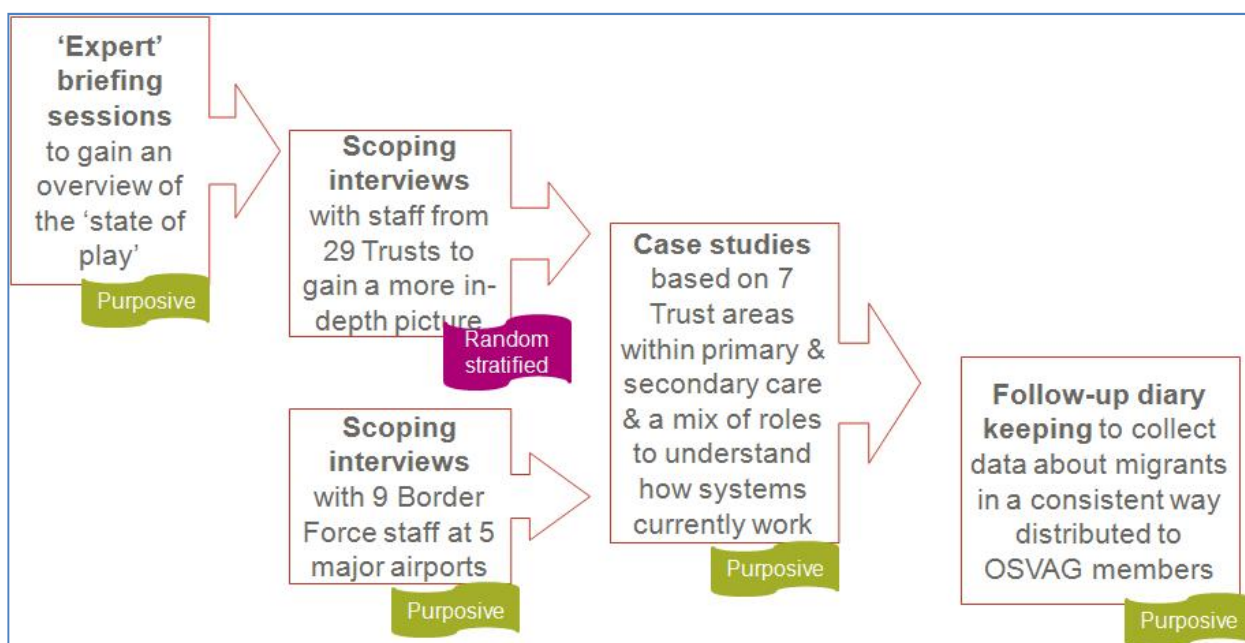 ‘Expert’
briefing
sessions
to gain an
overview of
the ‘state of
play’
Purposive
Scoping
interviews
with staff from
29 Trusts to
gain a more in-
depth picture
Random
stratified
Scoping
interviews
with 9 Border
Force staff at 5
major airports
Purposive
Case studies
based on 7
Trust areas
within primary &
secondary care
& a mix of roles
to understand
how systems
currently work
Purposive
Follow-up diary
keeping to collect
data about migrants
in a consistent way
distributed to
OSVAG members
Purposive